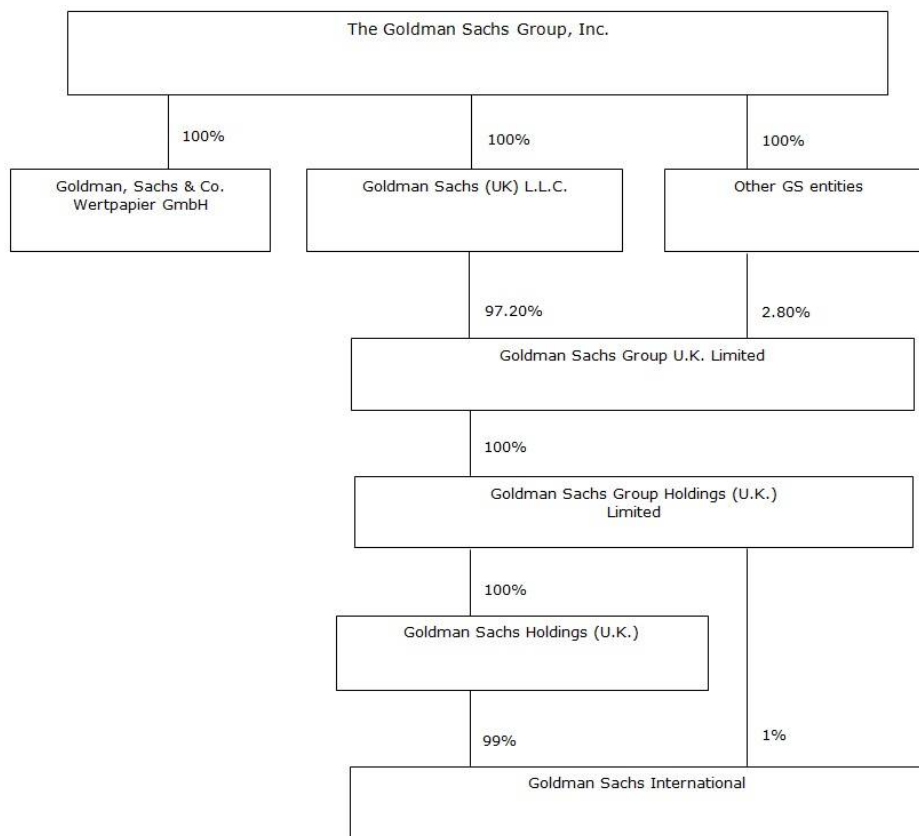 The Goldman Sachs Group, Inc.
100%
100%
100%
Goldman, Sachs & Co.
Wertpapier GmbH
Goldman Sachs (UK) L.L.C.
Other GS entities
97.20%
2.80%
Goldman Sachs Group U.K. Limited
100%
Goldman Sachs Group Holdings (U.K.)
Limited
100%
Goldman Sachs Holdings (U.K.)
99%
1%
Goldman Sachs International